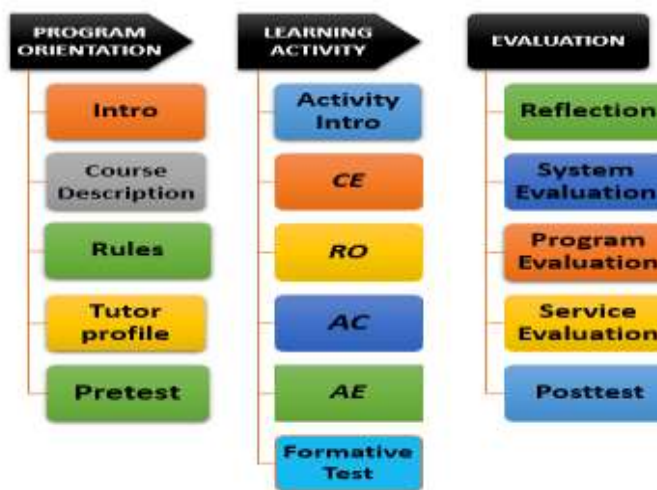 PROGRAM
ORIENTATION
Intro
Course
Description
Rules
Tutor
profile
Pretest
LEARNING
ACTIVITY
Activity
Intro
CE
RO
AC
AE
Formative
Test
EVALUATION
Reflection
System
Evaluation
Program
Evaluation
Service
Evaluation
Posttest